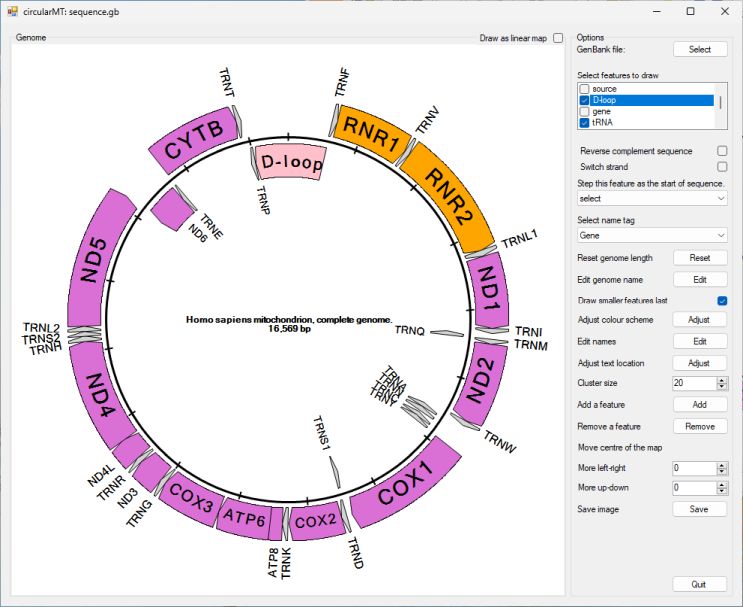 circularMT: sequence.gb
Genome
Draw as linear map
TRNT
TRNF
CYTB
RNR1
TRNV
D-loop
RNR2
TRNP
TRNE
ND6
TRNL1
ND5
ND1
Homo sapiens mitochondrion, complete genome.
16,569 bp
TRNQ
TRNL2
TRNS2
TRNH
TRNI
TRNM
ND4
ND2
TRNA
TRNW
TRNS1
COX1
ND4L
TRNR
ND3
TRNG
COX3
ATP6
COX2
ATP8
TRNK
TRND
Options
GenBank file:
Select
Select features to draw
source
D-loop
gene
tRNA
Reverse complement sequence
Switch strand
Step this feature as the start of sequence.
select
Select name tag
Gene
Reset genome length
Reset
Edit genome name
Edit
Draw smaller features last
Adjust colour scheme
Adjust
Edit names
Edit
Adjust text location
Adjust
Cluster size
20
Add a feature
Add
Remove a feature
Remove
Move centre of the map
More left-right
0
More up-down
0
Save image
Save
Quit